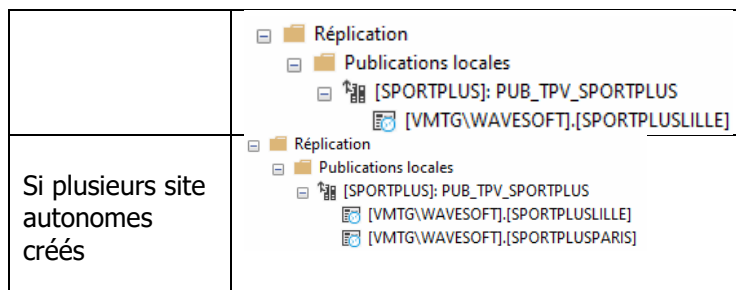 Réplication
Publications locales
[SPORTPLUS]: PUB_TPV_SPORTPLUS
[VMTG\WAVESOFT].[SPORTPLUSLILLE]
Si plusieurs site
autonomes
créés
Réplication
Publications locales
[SPORTPLUS]: PUB_TPV_SPORTPLUS
[VMTG\WAVESOFT].[SPORTPLUSLILLE]
[VMTG\WAVESOFT].[SPORTPLUSPARIS]